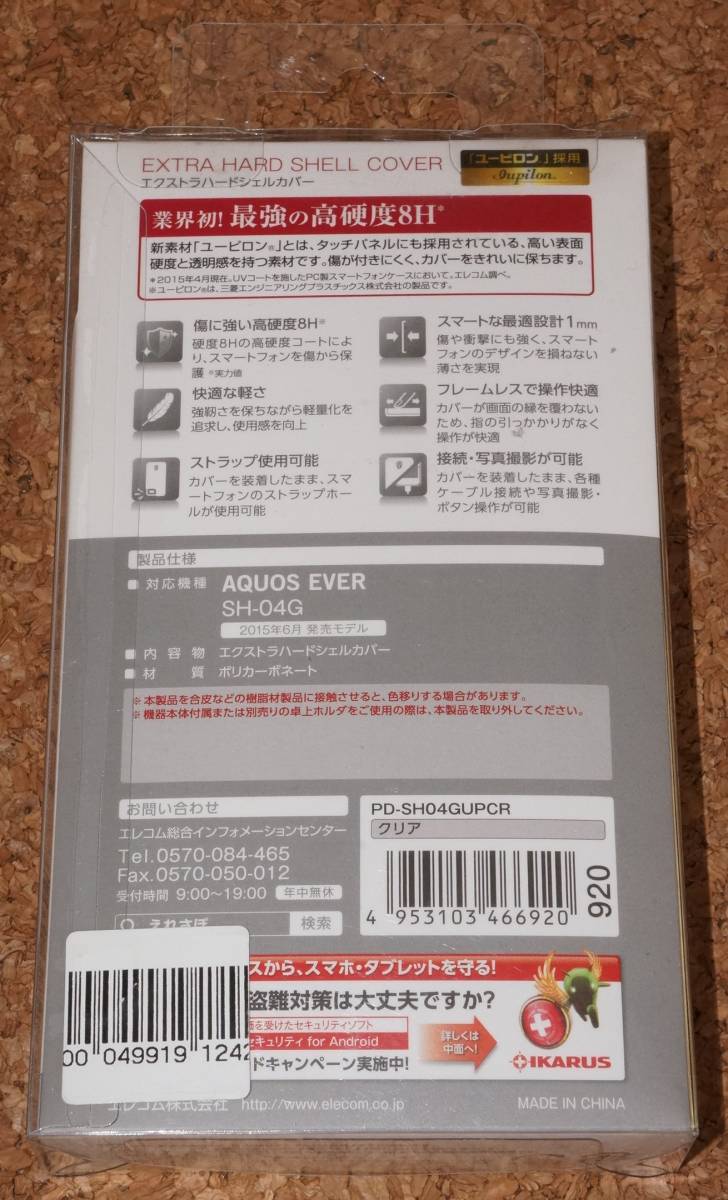 EXTRA HARD SHELL COVER
エクストラハードシェルカバー
「ユーピロン」採用
Iupilon
業界初! 最強の高硬度8H※
新素材「ユーピロン®」とは、タッチパネルにも採用されている、高い表面
硬度と透明感を持つ素材です。傷が付きにくく、カバーをきれいに保ちます。
*2015年4月現在。UVコートを施したPC製スマートフォンケースにおいて。エレコム調べ。
※ユーピロン®は、三菱エンジニアリングプラスチックス株式会社の製品です。
傷に強い高硬度8H※
硬度8Hの高硬度コートによ
り、スマートフォンを傷から保
護 ※実力値
スマートな最適設計1mm
傷や衝撃にも強く、スマート
フォンのデザインを損ねない
薄さを実現
快適な軽さ
強靭さを保ちながら軽量化を
追求し、使用感を向上
フレームレスで操作快適
カバーが画面の縁を覆わない
ため、指の引っかかりがなく
操作が快適
ストラップ使用可能
カバーを装着したまま、スマ
ートフォンのストラップホー
ルが使用可能
接続・写真撮影が可能
カバーを装着したまま、各種
ケーブル接続や写真撮影・
ボタン操作が可能
製品仕様
■対応機種 AQUOS EVER
SH-04G
2015年6月 発売モデル
■内容物 エクストラハードシェルカバー
■材質 ポリカーボネート
※本製品を合皮などの樹脂材製品に接触させると、色移りする場合があります。
※機器本体付属または別売りの卓上ホルダをご使用の際は、本製品を取り外してください。
お問い合わせ
エレコム総合インフォメーションセンター
Tel.0570-084-465
Fax.0570-050-012
受付時間 9:00〜19:00 年中無休
えれさぽ 検索
PD-SH04GUPCR
クリア
4 953103 466920
920
スから、スマホ・タブレットを守る!
盗難対策は大丈夫ですか?
を受けたセキュリティソフト
セキュリティ for Android
ドキャンペーン実施中!
詳しくは
中面へ!
IKARUS
00 049919 1242
エレコム株式会社 http://www.elecom.co.jp
MADE IN CHINA